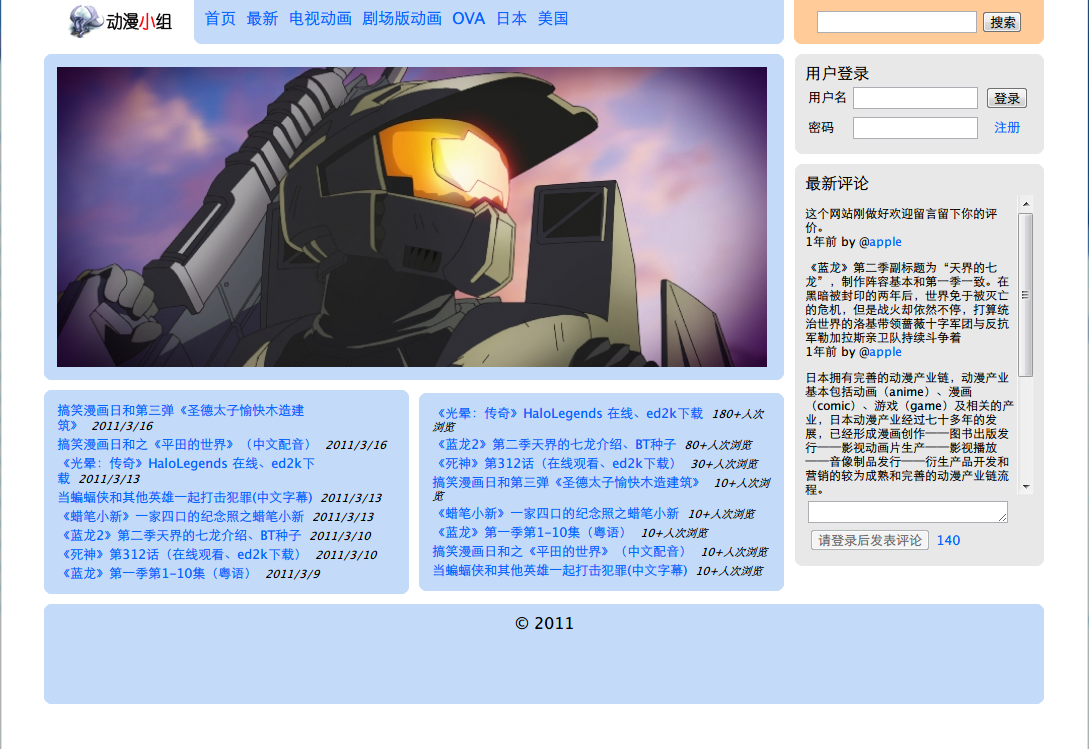 动漫小组
首页 最新 电视动画 剧场版动画 OVA 日本 美国
搜索
用户登录
用户名
登录
密码
注册
最新评论
这个网站刚做好欢迎留言留下你的评
价。
1年前 by @apple
《蓝龙》第二季副标题为“天界的七
龙”，制作阵容基本和第一季一致。在
黑暗被封印的两年后，世界免于被灭亡
的危机，但是战火却依然不停，打算统
治世界的洛基带领蔷薇十字军团与反抗
军勒加拉斯亲卫队持续斗争着
1年前 by @apple
日本拥有完善的动漫产业链，动漫产业
基本包括动画（anime）、漫画
（comic）、游戏（game）及相关的产
业，日本动漫产业经过七十多年的发
展，已经形成漫画创作——图书出版发
行——影视动画片生产——影视播放
——音像制品发行——衍生产品开发和
营销的较为成熟和完善的动漫产业链流
程。
请登录后发表评论 140
搞笑漫画日和第三弹《圣德太子愉快木造建
筑》 2011/3/16
搞笑漫画日和之《平田的世界》（中文配音） 2011/3/16
《光晕：传奇》HaloLegends 在线、ed2k下
载 2011/3/13
当蝙蝠侠和其他英雄一起打击犯罪(中文字幕) 2011/3/13
《蜡笔小新》一家四口的纪念照之蜡笔小新 2011/3/13
《蓝龙2》第二季天界的七龙介绍、BT种子 2011/3/10
《死神》第312话（在线观看、ed2k下载） 2011/3/10
《蓝龙》第一季第1-10集（粤语） 2011/3/9
《光晕：传奇》HaloLegends 在线、ed2k下载 180+人次
浏览
《蓝龙2》第二季天界的七龙介绍、BT种子 80+人次浏览
《死神》第312话（在线观看、ed2k下载） 30+人次浏览
搞笑漫画日和第三弹《圣德太子愉快木造建筑》 10+人次浏
览
《蜡笔小新》一家四口的纪念照之蜡笔小新 10+人次浏览
《蓝龙》第一季第1-10集（粤语） 10+人次浏览
搞笑漫画日和之《平田的世界》（中文配音） 10+人次浏览
当蝙蝠侠和其他英雄一起打击犯罪(中文字幕) 10+人次浏览
© 2011